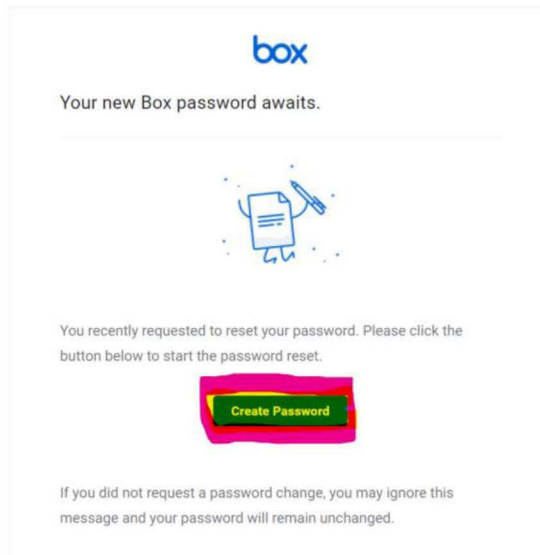 box
Your new Box password awaits.
You recently requested to reset your password. Please click the
button below to start the password reset.
Create Password
If you did not request a password change, you may ignore this
message and your password will remain unchanged.